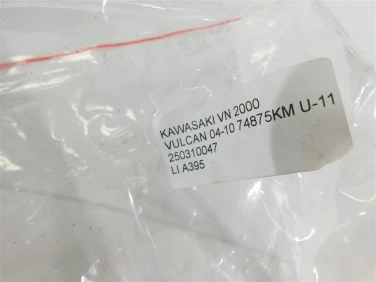 KAWASAKI VN 2000
VULCAN 04-10 74875KM U-11
250310047
LI.A395